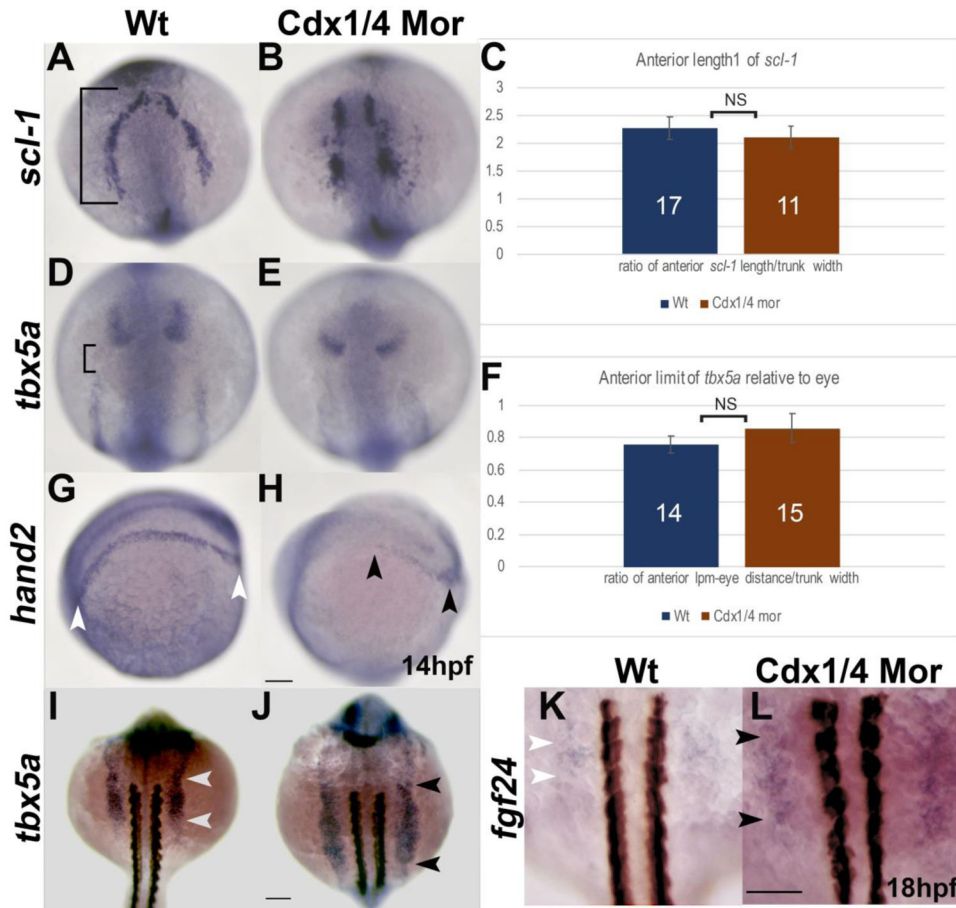 Wt
Cdx1/4 Mor
A
B
C
Anterior length1 of scl-1
scl-1
3
2.5
2
1.5
1
0.5
0
NS
17
11
ratio of anterior scl-1 length/trunk width
Wt
Cdx1/4 mor
D
E
tbx5a
F
Anterior limit of tbx5a relative to eye
1
0.8
0.6
0.4
0.2
0
NS
14
15
ratio of anterior lpm-eye distance/trunk width
Wt
Cdx1/4 mor
G
H
hand2
14hpf
I
J
tbx5a
Wt
Cdx1/4 Mor
K
L
fgf24
18hpf